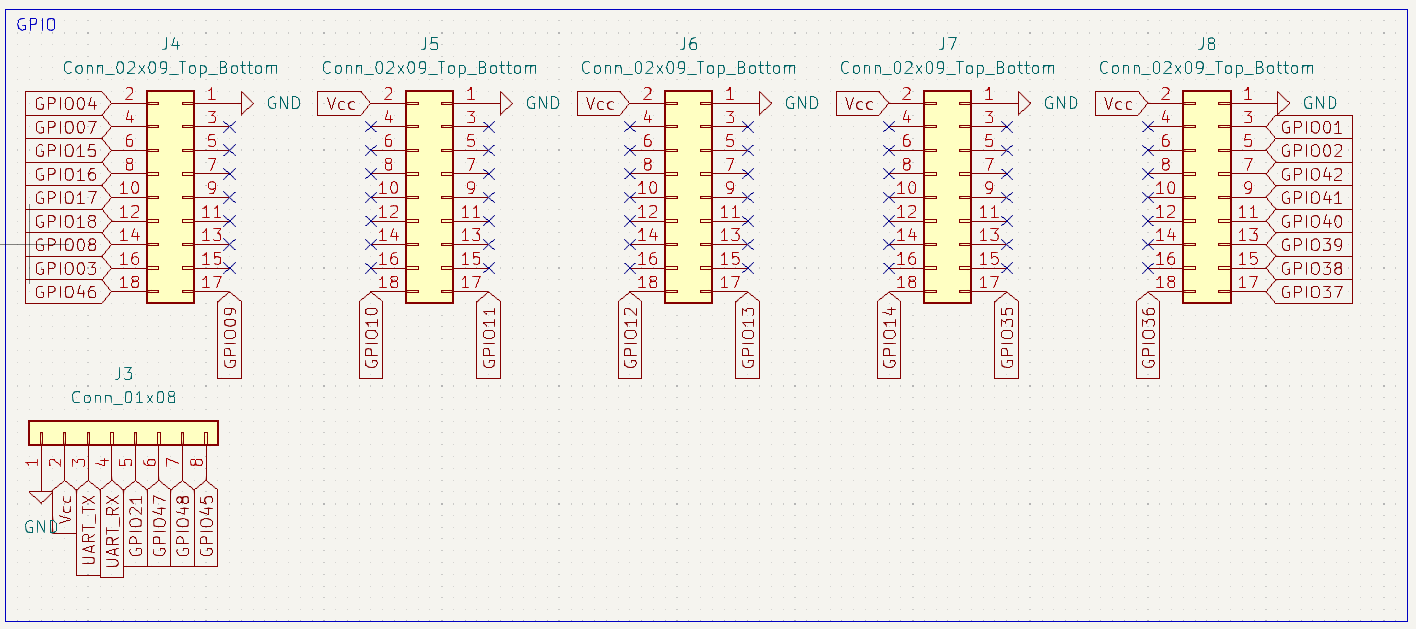 GPIO
J4 J5 J6 J7 J8
Conn_02x09_Top_Bottom Conn_02x09_Top_Bottom Conn_02x09_Top_Bottom Conn_02x09_Top_Bottom Conn_02x09_Top_Bottom
GPIO04 2 1 GND Vcc 2 1 GND Vcc 2 1 GND Vcc 2 1 GND Vcc 2 1 GND
GPIO07 4 3 4 3 4 3 4 3 4 3 GPIO01
GPIO15 6 5 6 5 6 5 6 5 6 5 GPIO02
GPIO16 8 7 8 7 8 7 8 7 8 7 GPIO42
GPIO17 10 9 10 9 10 9 10 9 10 9 GPIO41
GPIO18 12 11 12 11 12 11 12 11 12 11 GPIO40
GPIO08 14 13 14 13 14 13 14 13 14 13 GPIO39
GPIO03 16 15 16 15 16 15 16 15 16 15 GPIO38
GPIO46 18 17 18 17 18 17 18 17 18 17 GPIO37
GPIO09 GPIO10 GPIO11 GPIO12 GPIO13 GPIO14 GPIO35 GPIO36
J3
Conn_01x08
1 2 3 4 5 6 7 8
GND Vcc UART_TX UART_RX GPIO21 GPIO47 GPIO48 GPIO45